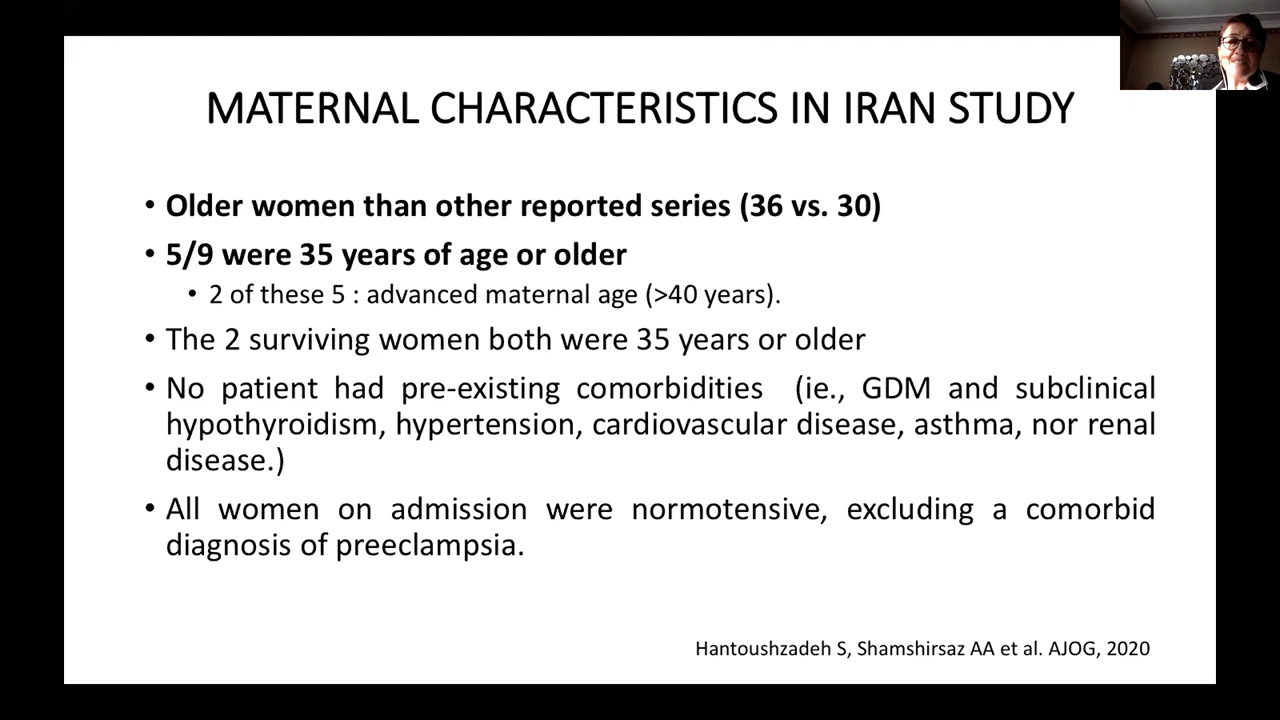 MATERNAL CHARACTERISTICS IN IRAN STUDY
• Older women than other reported series (36 vs. 30)
• 5/9 were 35 years of age or older
• 2 of these 5 : advanced maternal age (>40 years).
• The 2 surviving women both were 35 years or older
• No patient had pre-existing comorbidities (ie., GDM and subclinical
hypothyroidism, hypertension, cardiovascular disease, asthma, nor renal
disease.)
• All women on admission were normotensive, excluding a comorbid
diagnosis of preeclampsia.
Hantoushzadeh S, Shamshirsaz AA et al. AJOG, 2020